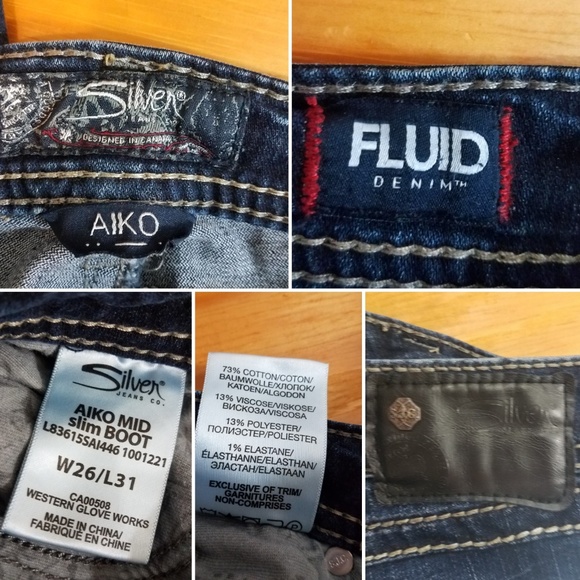 Silver®
JEANS
DESIGNED IN CANADA
AIKO
FLUID
DENIM™
Silver
JEANS CO.
AIKO MID
slim BOOT
L83615SAI446 1001221
W26/L31
CA00508
WESTERN GLOVE WORKS
MADE IN CHINA/
FABRIQUÉ EN CHINE
73% COTTON/COTON/
BAUMWOLLE/ХЛОПОК/
KATOEN/ALGODON
13% VISCOSE/VISKOSE/
ВИСКОЗА/VISCOSA
13% POLYESTER/
ПОЛИЭСТЕР/POLIESTER
1% ELASTANE/
ÉLASTHANNE/ELASTHAN/
ЭЛАСТАН/ELASTAAN
EXCLUSIVE OF TRIM/
GARNITURES
NON-COMPRISES